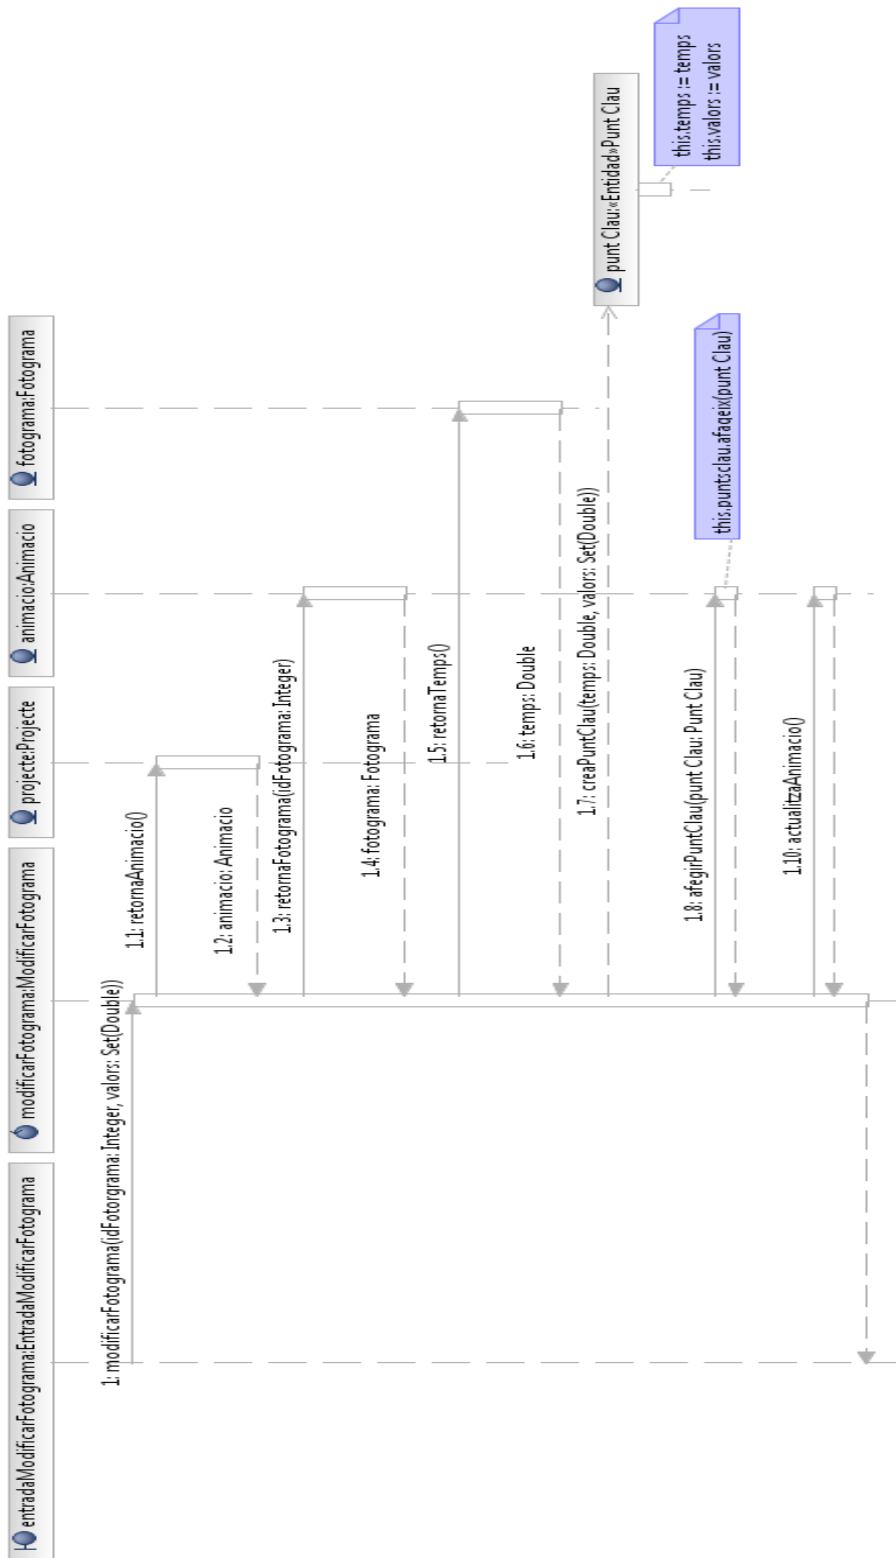 entradaModificarFotograma:EntradaModificarFotograma
modificarFotograma:ModificarFotograma
projecte:Projecte
animacio:Animacio
fotograma:Fotograma
1: modificarFotograma(idFotorgrama: Integer, valors: Set(Double))
1.1: retornaAnimacio()
1.2: animacio: Animacio
1.3: retornaFotograma(idFotograma: Integer)
1.4: fotograma: Fotograma
1.5: retornaTemps()
1.6: temps: Double
1.7: creaPuntClau(temps: Double, valors: Set(Double))
punt Clau:«Entidad»Punt Clau
this.temps := temps
this.valors := valors
1.8: afegirPuntClau(punt Clau: Punt Clau)
this.puntsclau.afaqeix(punt Clau)
1.10: actualitzaAnimacio()